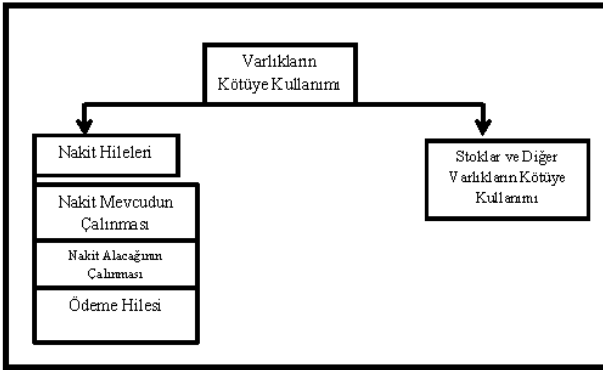 Varlıkların
Kötüye Kullanımı
Nakit Hileleri
Nakit Mevcudun
Çalınması
Nakit Alacağının
Çalınması
Ödeme Hilesi
Stoklar ve Diğer
Varlıkların Kötüye
Kullanımı